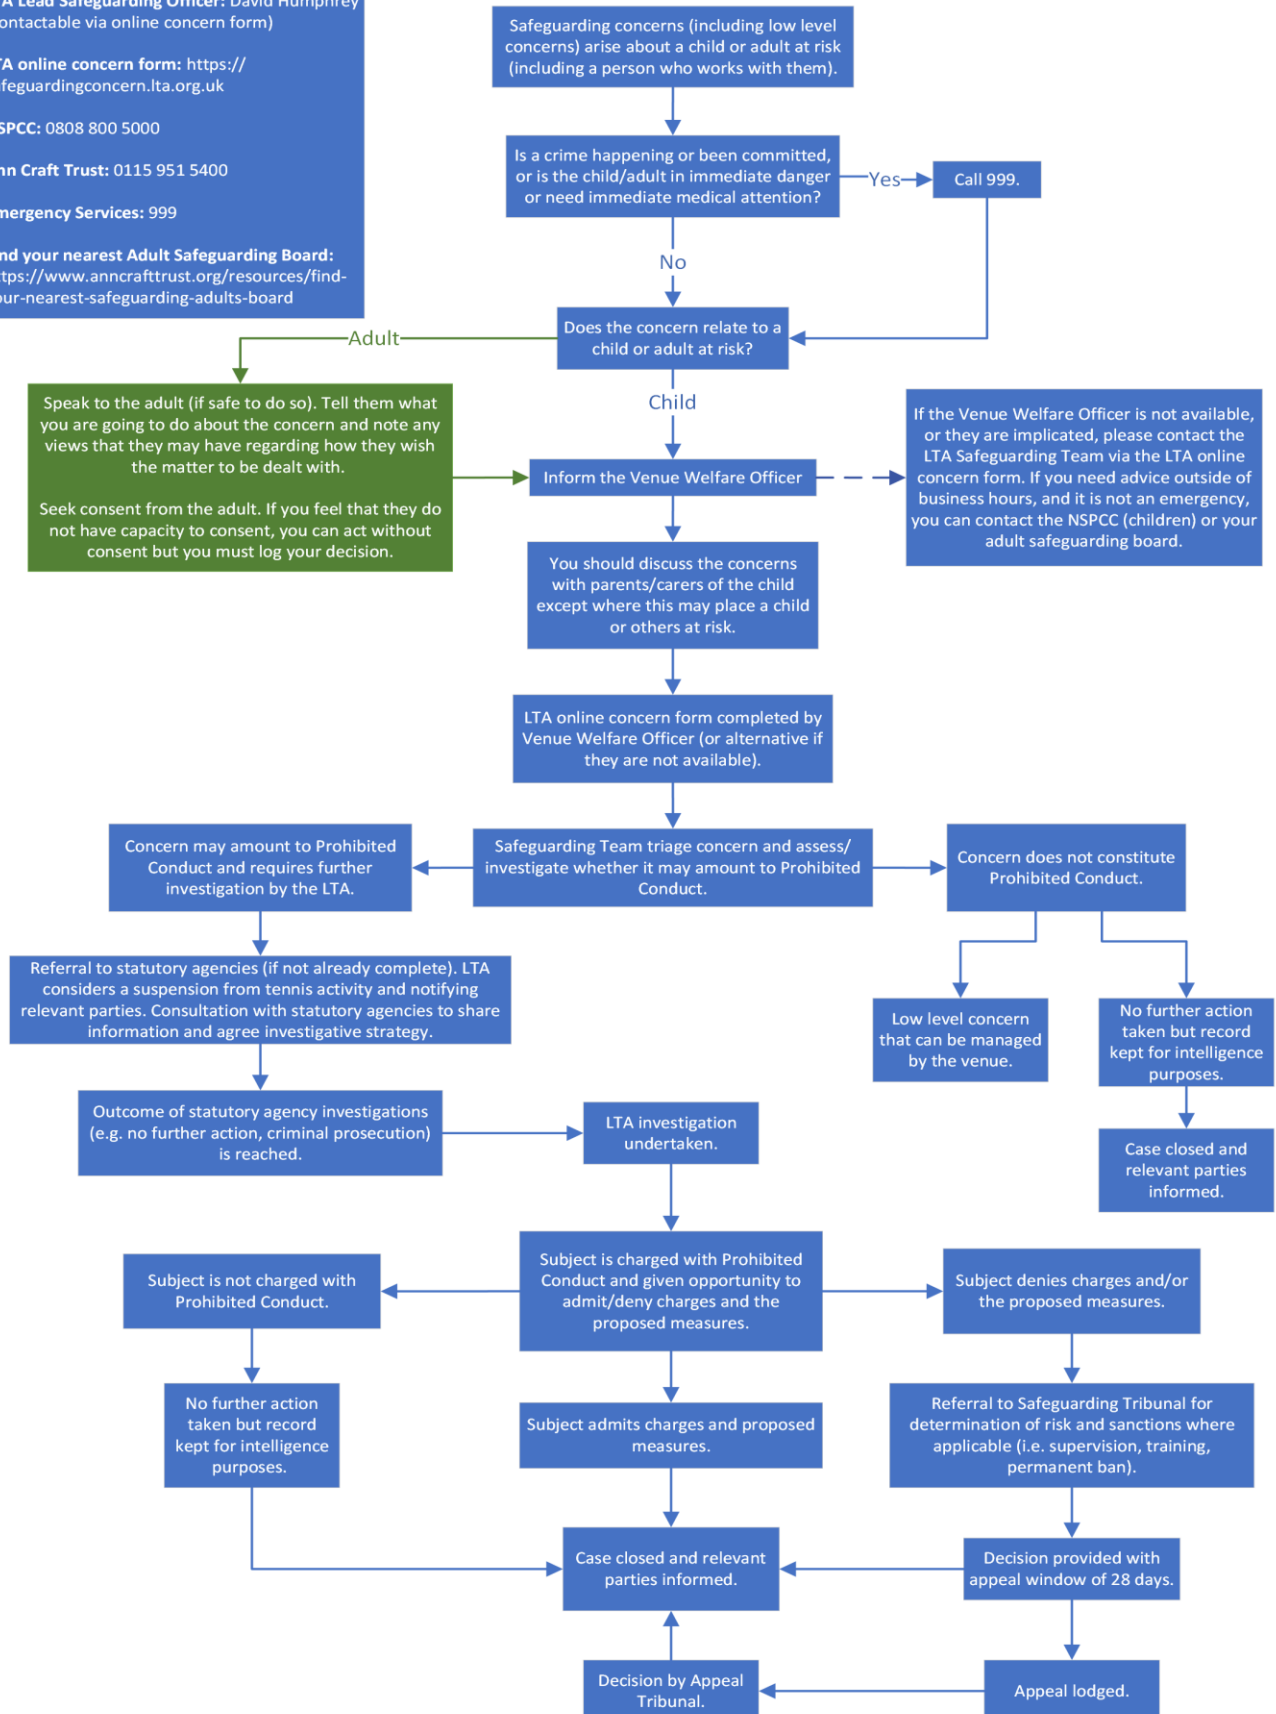 Lead Safeguarding Officer: David Humphrey
contactable via online concern form)
online concern form: https://
safeguardingconcern.lta.org.uk
NSPCC: 0808 800 5000
Ann Craft Trust: 0115 951 5400
Emergency Services: 999
Find your nearest Adult Safeguarding Board:
https://www.anncrafttrust.org/resources/find-
your-nearest-safeguarding-adults-board
Safeguarding concerns (including low level
concerns) arise about a child or adult at risk
(including a person who works with them).
Is a crime happening or been committed,
or is the child/adult in immediate danger
or need immediate medical attention?
Yes
Call 999.
No
Does the concern relate to a
child or adult at risk?
Adult
Child
Speak to the adult (if safe to do so). Tell them what
you are going to do about the concern and note any
views that they may have regarding how they wish
the matter to be dealt with.
Seek consent from the adult. If you feel that they do
not have capacity to consent, you can act without
consent but you must log your decision.
Inform the Venue Welfare Officer
If the Venue Welfare Officer is not available,
or they are implicated, please contact the
LTA Safeguarding Team via the LTA online
concern form. If you need advice outside of
business hours, and it is not an emergency,
you can contact the NSPCC (children) or your
adult safeguarding board.
You should discuss the concerns
with parents/carers of the child
except where this may place a child
or others at risk.
LTA online concern form completed by
Venue Welfare Officer (or alternative if
they are not available).
Concern may amount to Prohibited
Conduct and requires further
investigation by the LTA.
Safeguarding Team triage concern and assess/
investigate whether it may amount to Prohibited
Conduct.
Concern does not constitute
Prohibited Conduct.
Referral to statutory agencies (if not already complete). LTA
considers a suspension from tennis activity and notifying
relevant parties. Consultation with statutory agencies to share
information and agree investigative strategy.
Low level concern
that can be managed
by the venue.
No further action
taken but record
kept for intelligence
purposes.
Outcome of statutory agency investigations
(e.g. no further action, criminal prosecution)
is reached.
LTA investigation
undertaken.
Case closed and
relevant parties
informed.
Subject is not charged with
Prohibited Conduct.
Subject is charged with Prohibited
Conduct and given opportunity to
admit/deny charges and the
proposed measures.
Subject denies charges and/or
the proposed measures.
No further action
taken but record
kept for intelligence
purposes.
Subject admits charges and proposed
measures.
Referral to Safeguarding Tribunal for
determination of risk and sanctions where
applicable (i.e. supervision, training,
permanent ban).
Case closed and relevant
parties informed.
Decision provided with
appeal window of 28 days.
Decision by Appeal
Tribunal.
Appeal lodged.